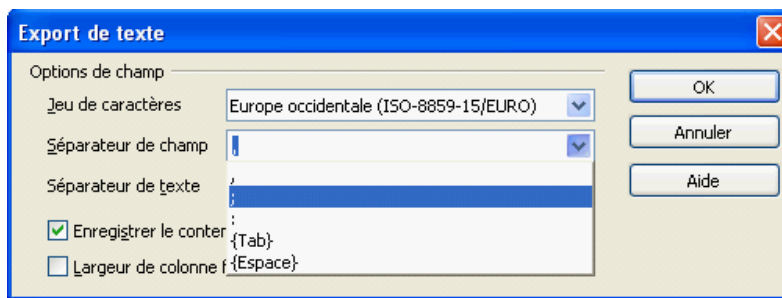 Export de texte
Options de champ
Jeu de caractères
Europe occidentale (ISO-8859-15/EURO)
Séparateur de champ
,
Séparateur de texte
,
;
:
{Tab}
{Espace}
Enregistrer le conter
Largeur de colonne f
OK
Annuler
Aide